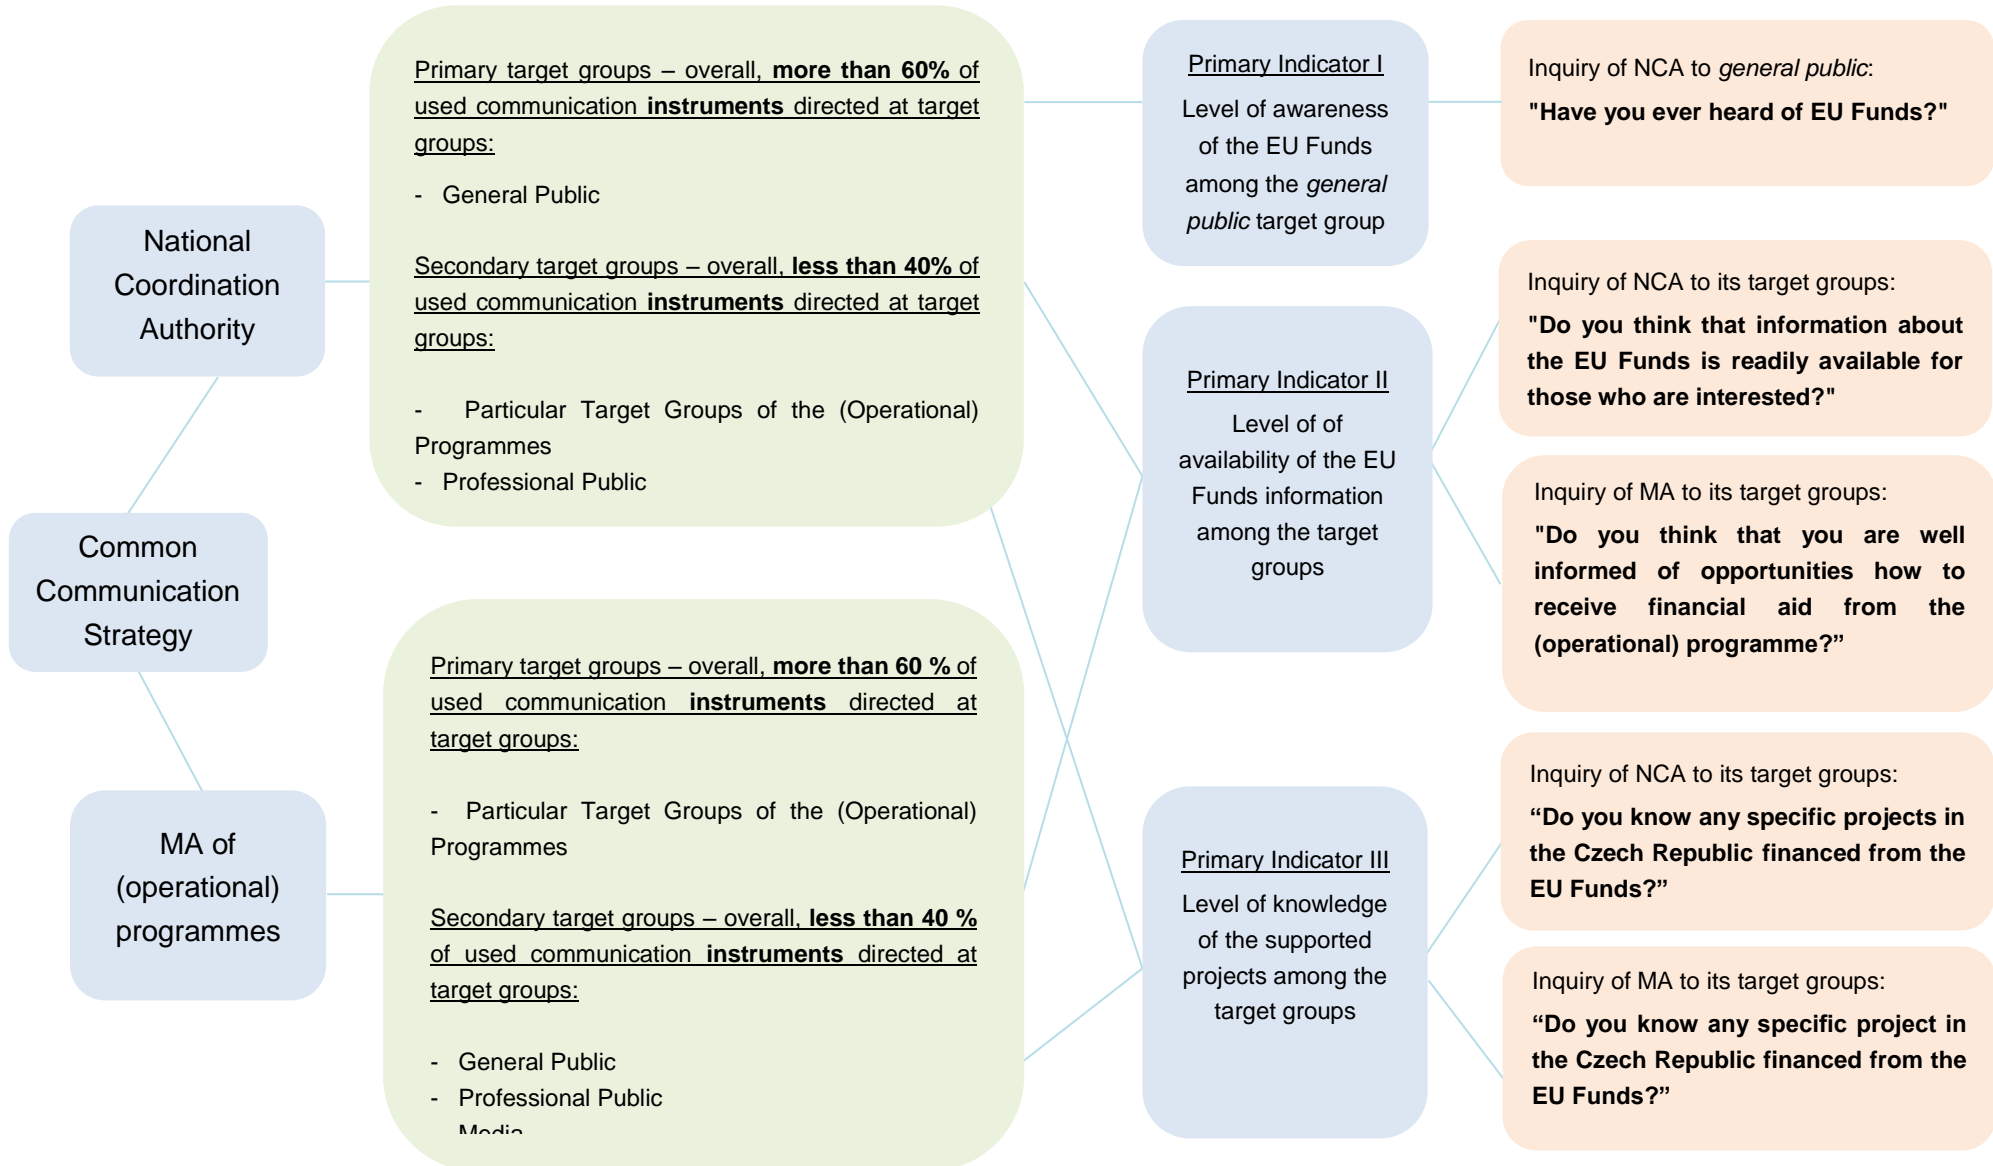 National
Coordination
Authority
Common
Communication
Strategy
MA of
(operational)
programmes
Primary target groups – overall, more than 60% of
used communication instruments directed at target
groups:
- General Public
Secondary target groups – overall, less than 40% of
used communication instruments directed at target
groups:
- Particular Target Groups of the (Operational)
Programmes
- Professional Public
Primary target groups – overall, more than 60 % of
used communication instruments directed at
target groups:
- Particular Target Groups of the (Operational)
Programmes
Secondary target groups – overall, less than 40 %
of used communication instruments directed at
target groups:
- General Public
- Professional Public
Media
Primary Indicator I
Level of awareness
of the EU Funds
among the general
public target group
Primary Indicator II
Level of of
availability of the EU
Funds information
among the target
groups
Primary Indicator III
Level of knowledge
of the supported
projects among the
target groups
Inquiry of NCA to general public:
"Have you ever heard of EU Funds?"
Inquiry of NCA to its target groups:
"Do you think that information about
the EU Funds is readily available for
those who are interested?"
Inquiry of MA to its target groups:
"Do you think that you are well
informed of opportunities how to
receive financial aid from the
(operational) programme?”
Inquiry of NCA to its target groups:
“Do you know any specific projects in
the Czech Republic financed from the
EU Funds?”
Inquiry of MA to its target groups:
“Do you know any specific project in
the Czech Republic financed from the
EU Funds?”